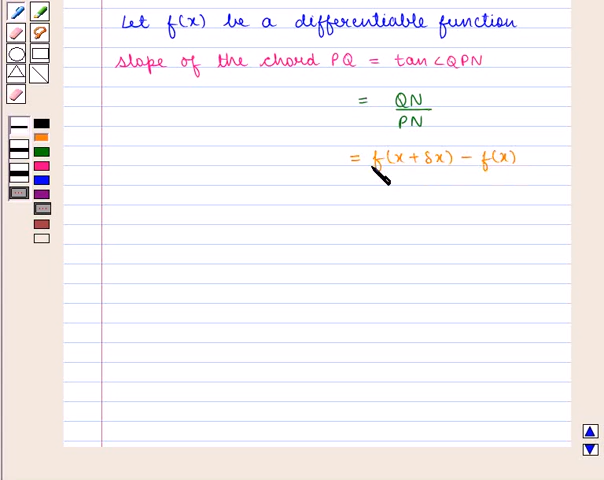 Let f(x) be a differentiable function
slope of the chord PQ = tan ∠QPN
= QN
PN
= f(x + δx) - f(x)